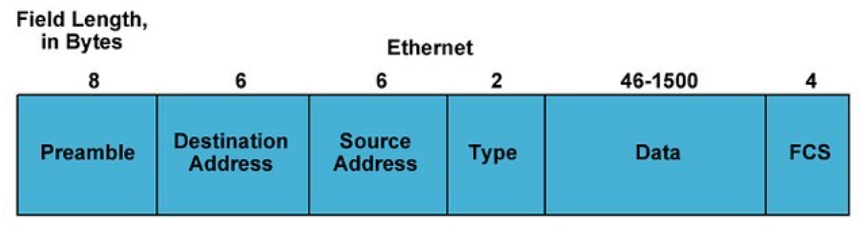 Field Length,
in Bytes
Ethernet
8 6 6 2 46-1500 4
Preamble
Destination
Address
Source
Address
Type
Data
FCS